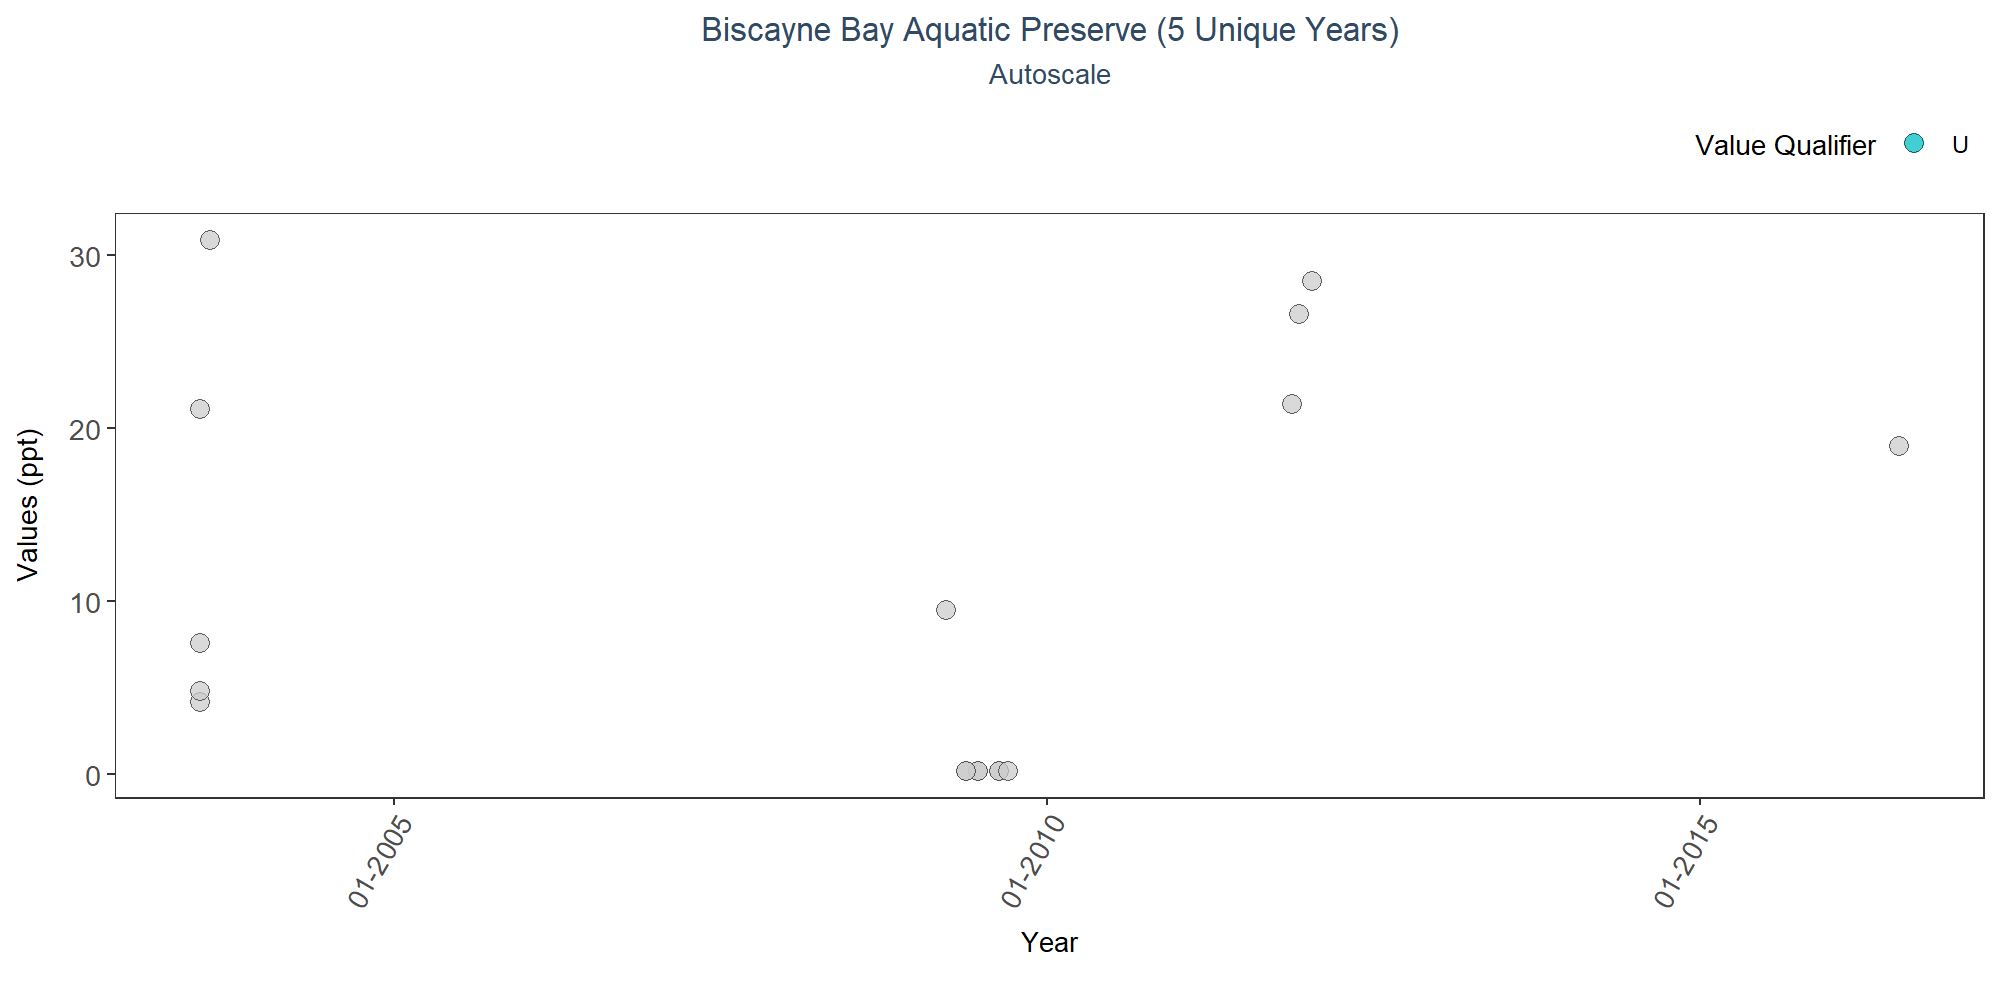 Biscayne Bay Aquatic Preserve (5 Unique Years)
Autoscale
Value Qualifier U
30
20
10
0
Values (ppt)
01-2005
01-2010
01-2015
Year